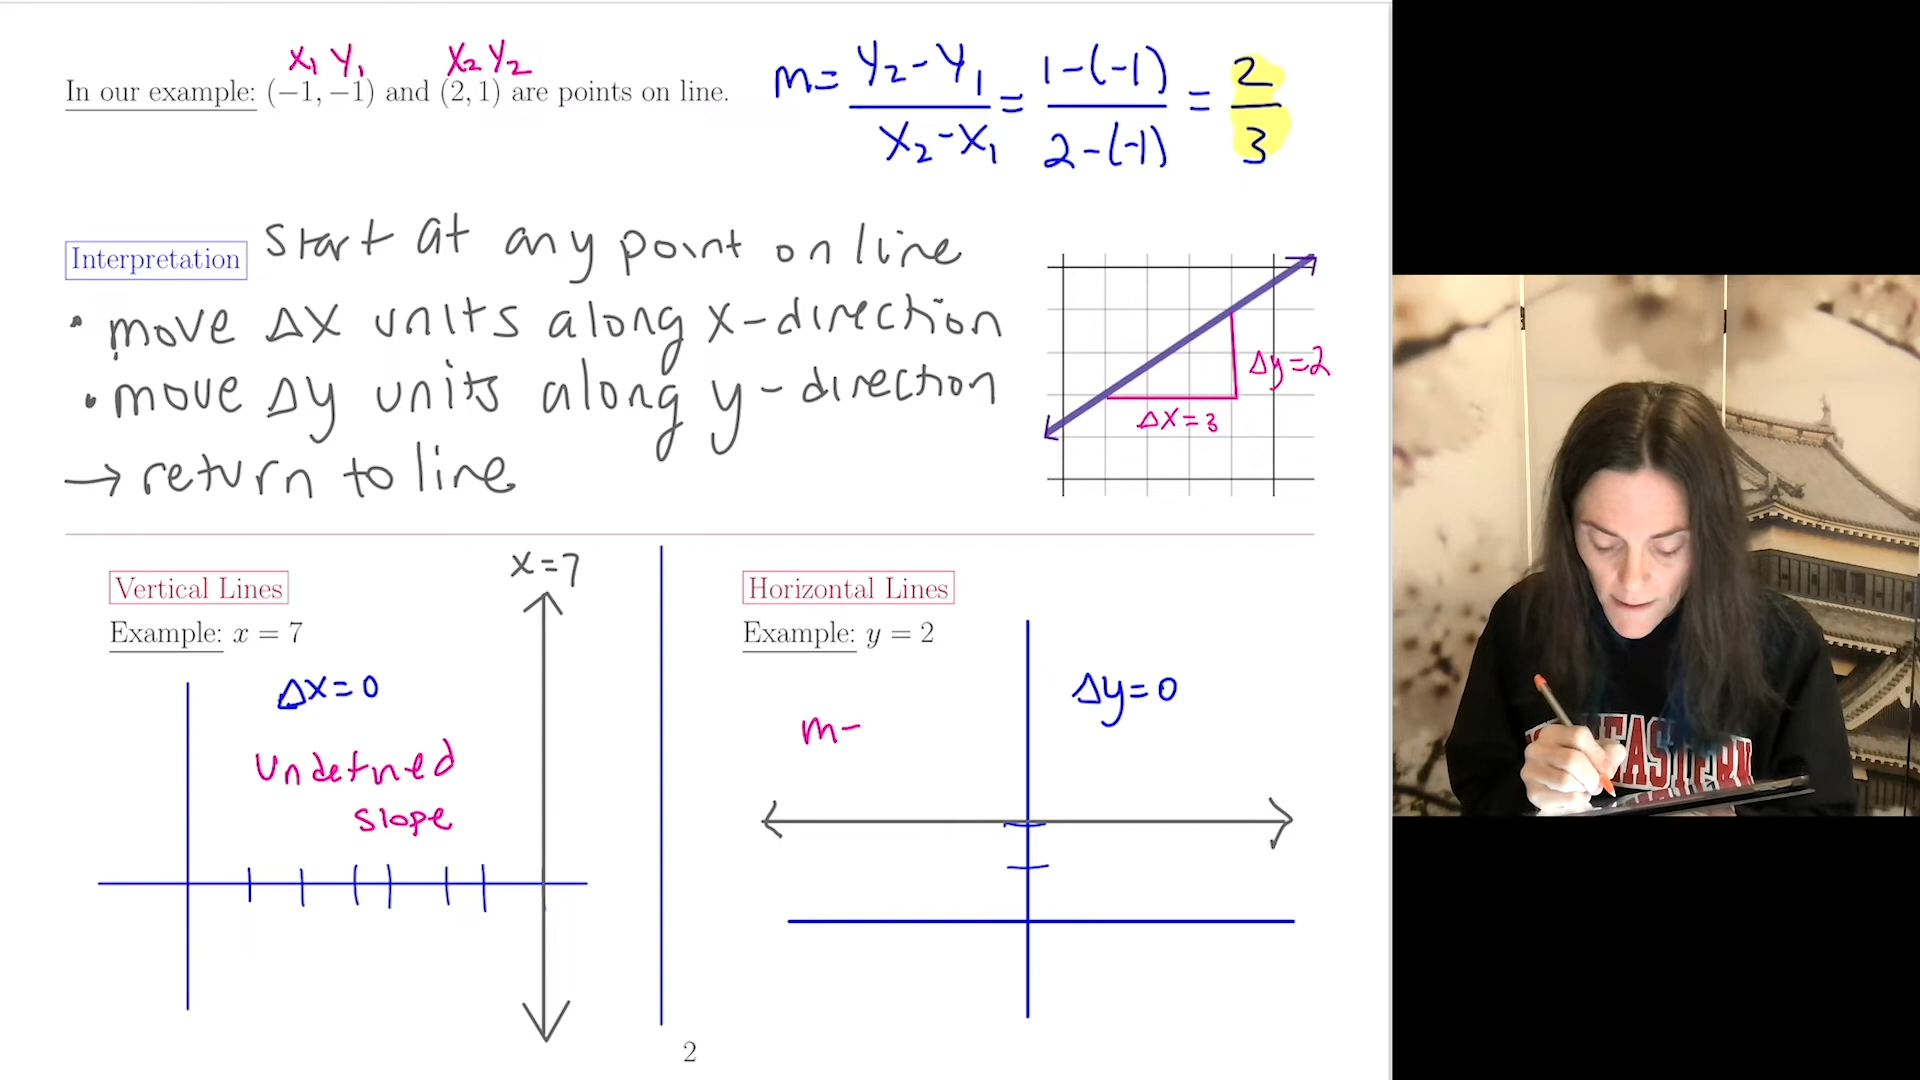 x₁ y₁ x₂ y₂
In our example: (−1, −1) and (2, 1) are points on line.
m = y₂ - y₁ / x₂ - x₁ = 1-(-1) / 2-(-1) = 2/3
Interpretation start at any point on line
• move Δx units along x-direction
• move Δy units along y-direction
→ return to line
Δy=2
Δx=3
Vertical Lines
Example: x = 7
x=7
Δx=0
undefined
slope
Horizontal Lines
Example: y = 2
Δy=0
m-
2
EASTERN